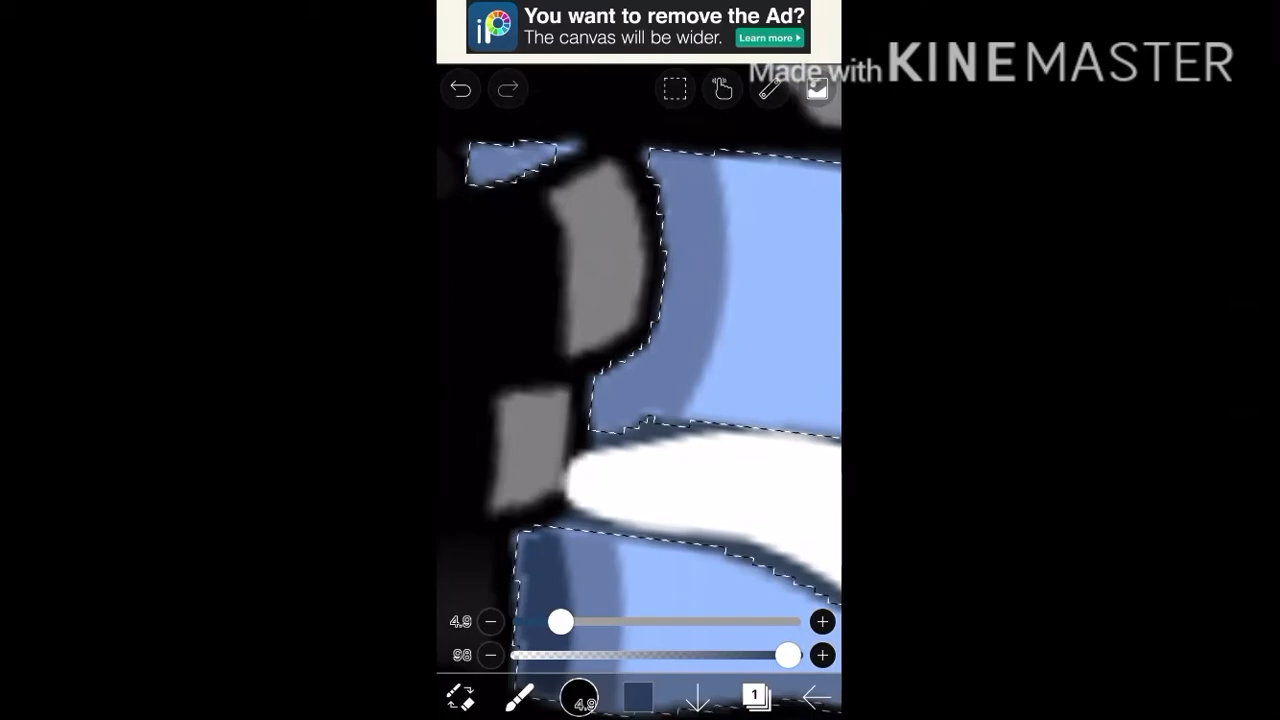 iP
You want to remove the Ad?
The canvas will be wider.
Learn more
Made with KINEMASTER
4.9
98
4.9
1